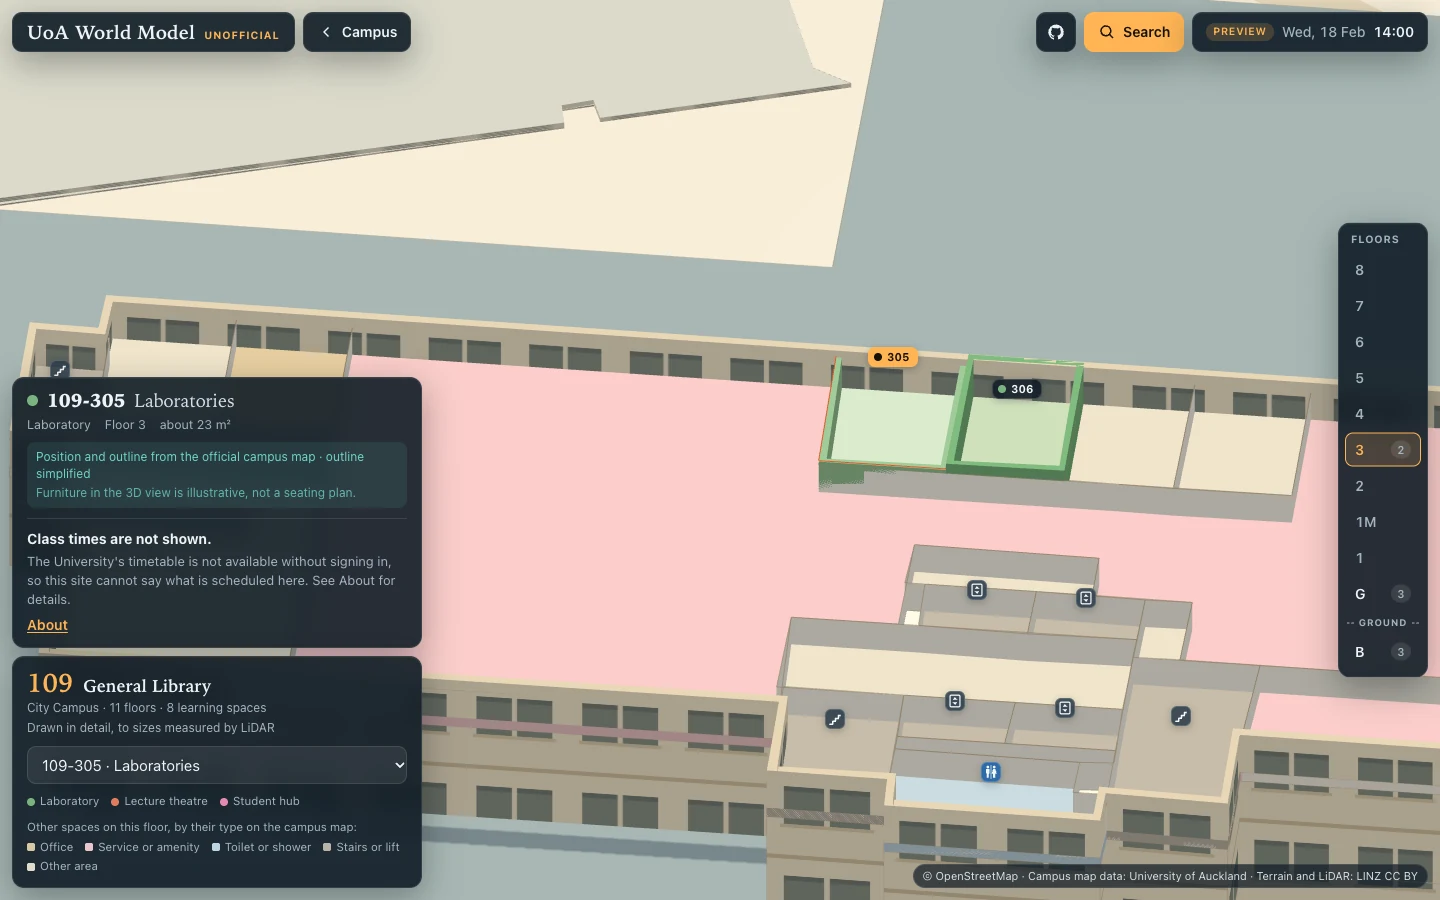 UoA World Model UNOFFICIAL
Campus
Search
PREVIEW Wed, 18 Feb 14:00
305
306
FLOORS
8
7
6
5
4
3 2
2
1M
1
G 3
-- GROUND --
B 3
109-305 Laboratories
Laboratory Floor 3 about 23 m²
Position and outline from the official campus map · outline
simplified
Furniture in the 3D view is illustrative, not a seating plan.
Class times are not shown.
The University's timetable is not available without signing in,
so this site cannot say what is scheduled here. See About for
details.
About
109 General Library
City Campus · 11 floors · 8 learning spaces
Drawn in detail, to sizes measured by LiDAR
109-305 · Laboratories
Laboratory Lecture theatre Student hub
Other spaces on this floor, by their type on the campus map:
Office Service or amenity Toilet or shower Stairs or lift
Other area
© OpenStreetMap · Campus map data: University of Auckland · Terrain and LiDAR: LINZ CC BY